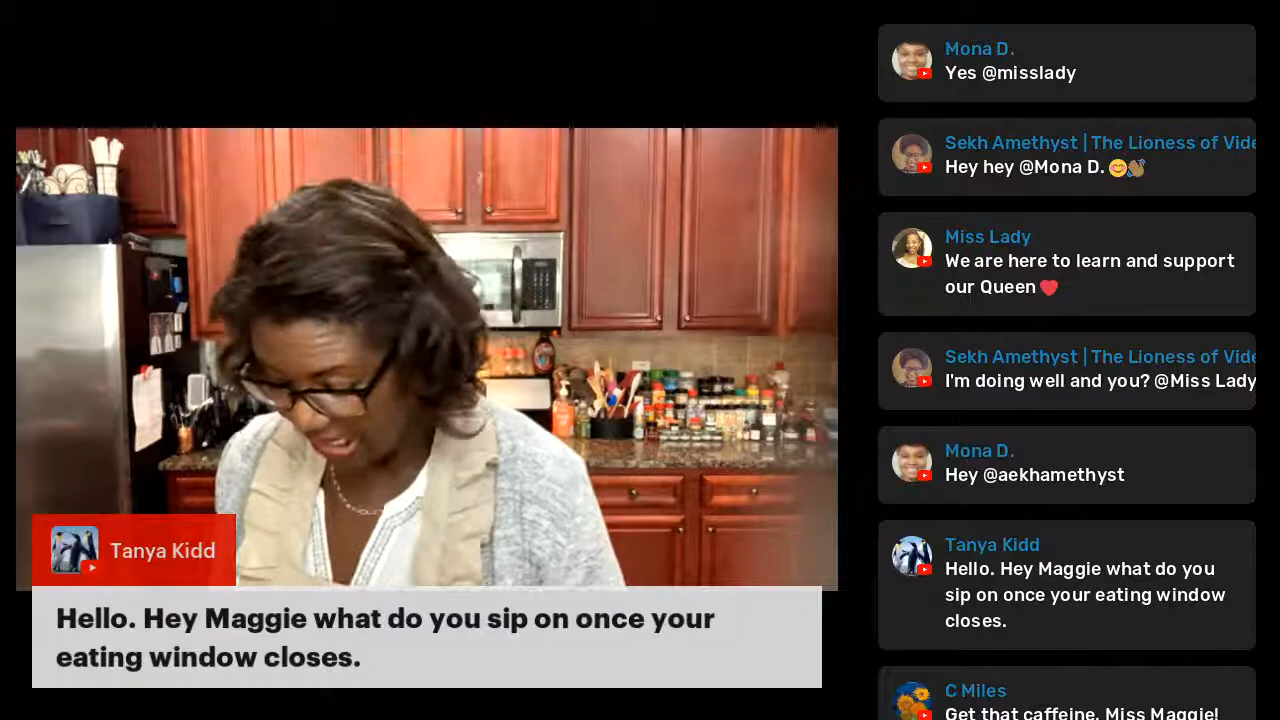 Mona D.
Yes @misslady
Sekh Amethyst | The Lioness of Vide
Hey hey @Mona D. 😊👋🏾
Miss Lady
We are here to learn and support
our Queen ❤️
Sekh Amethyst | The Lioness of Vide
I'm doing well and you? @Miss Lady
Mona D.
Hey @aekhamethyst
Tanya Kidd
Hello. Hey Maggie what do you
sip on once your eating window
closes.
C Miles
Get that caffeine, Miss Maggie!
Tanya Kidd
Hello. Hey Maggie what do you sip on once your
eating window closes.